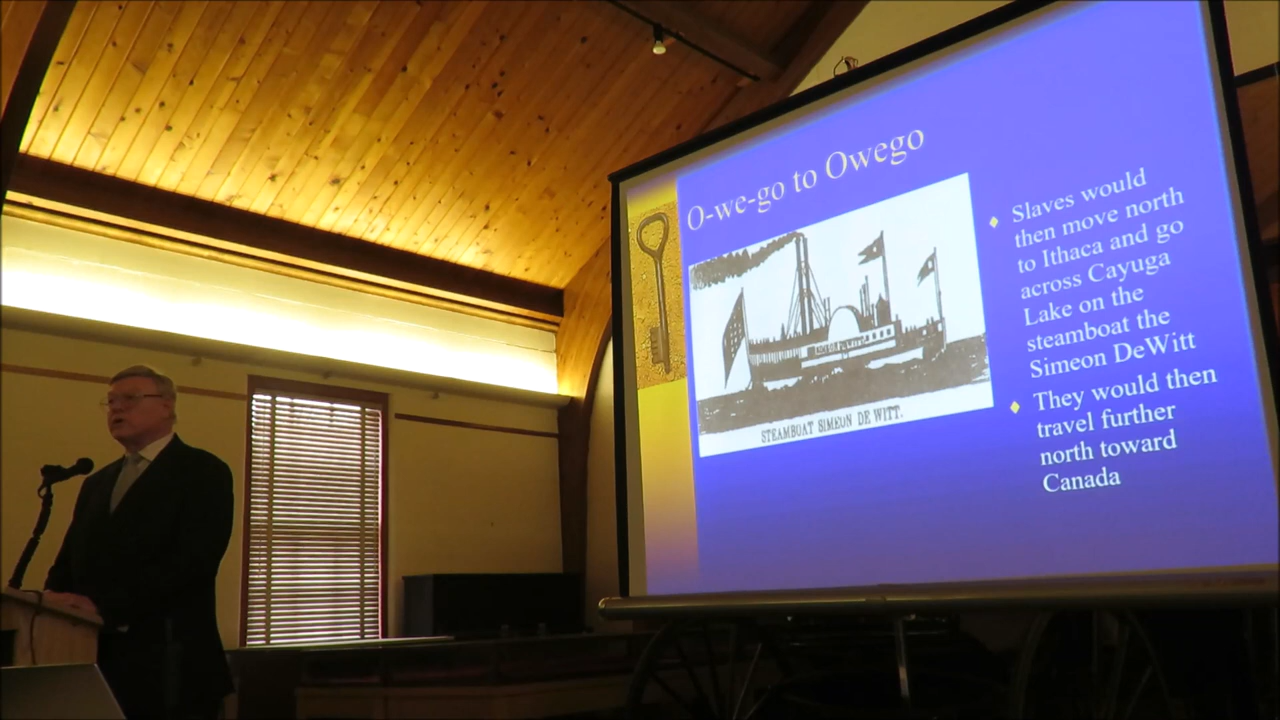 O-we-go to Owego
STEAMBOAT SIMEON DE WITT.
Slaves would
then move north
to Ithaca and go
across Cayuga
Lake on the
steamboat the
Simeon DeWitt
They would then
travel further
north toward
Canada